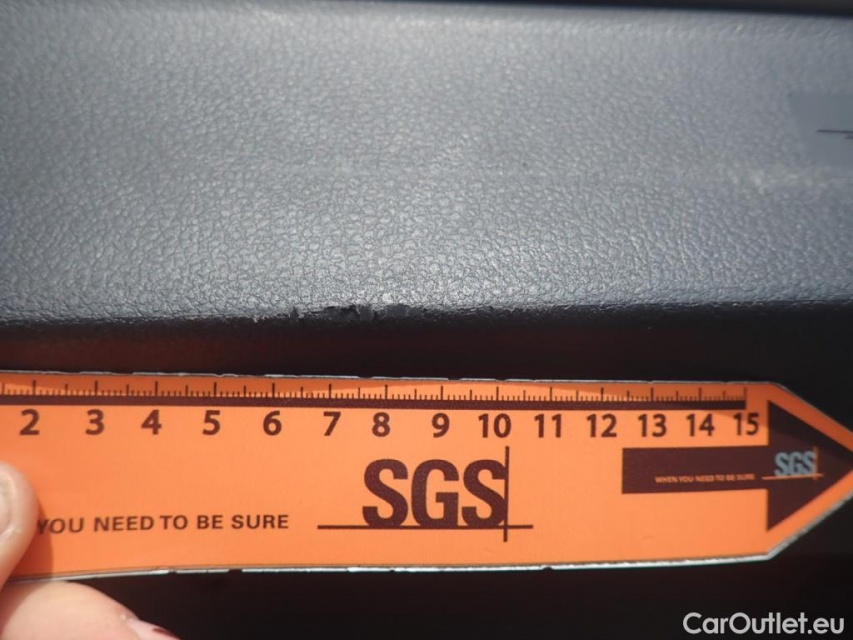 2 3 4 5 6 7 8 9 10 11 12 13 14 15
YOU NEED TO BE SURE
SGS
WHEN YOU NEED TO BE SURE
SGS
CarOutlet.eu